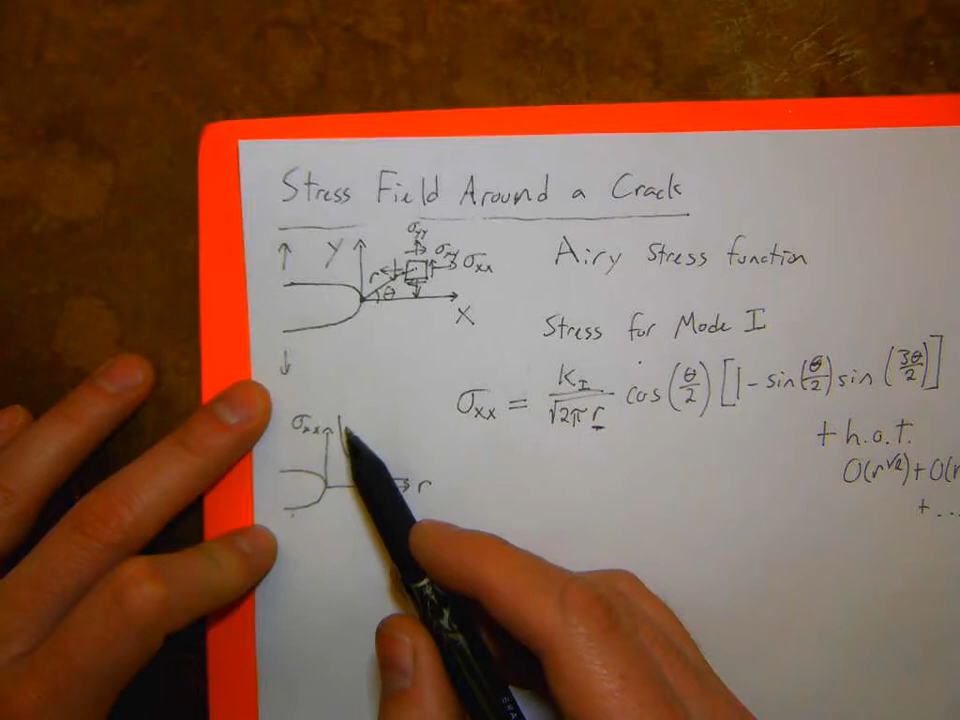 Stress Field Around a Crack
σyy
Y
σxy
σxx
r
θ
X
Airy Stress function
Stress for Mode I
σxx = K_I/√2πr cos(θ/2) [1 - sin(θ/2) sin(3θ/2)]
+ h.o.t.
O(r^1/2) + O(r
+ ...
σxx
r